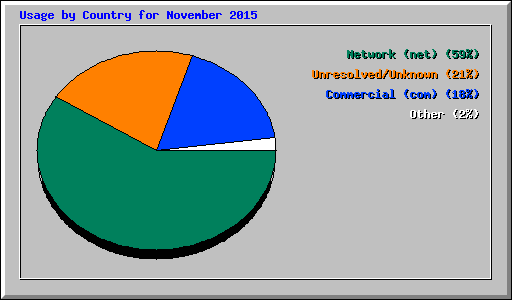 Usage by Country for November 2015
Network (net) (59%)
Unresolved/Unknown (21%)
Commercial (com) (18%)
Other (2%)